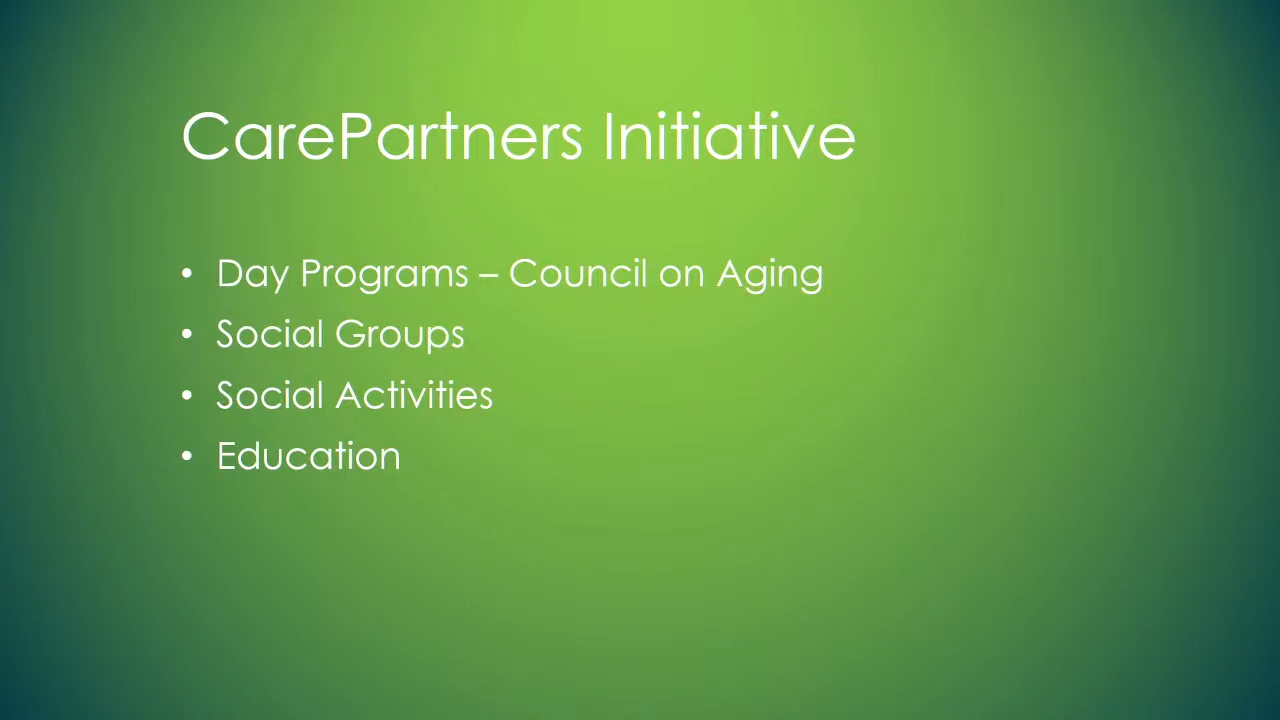 CarePartners Initiative
• Day Programs – Council on Aging
• Social Groups
• Social Activities
• Education